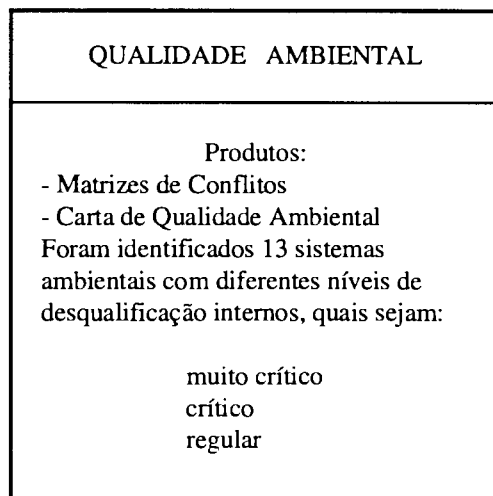 QUALIDADE AMBIENTAL
Produtos:
- Matrizes de Conflitos
- Carta de Qualidade Ambiental
Foram identificados 13 sistemas
ambientais com diferentes níveis de
desqualificação internos, quais sejam:
muito crítico
crítico
regular